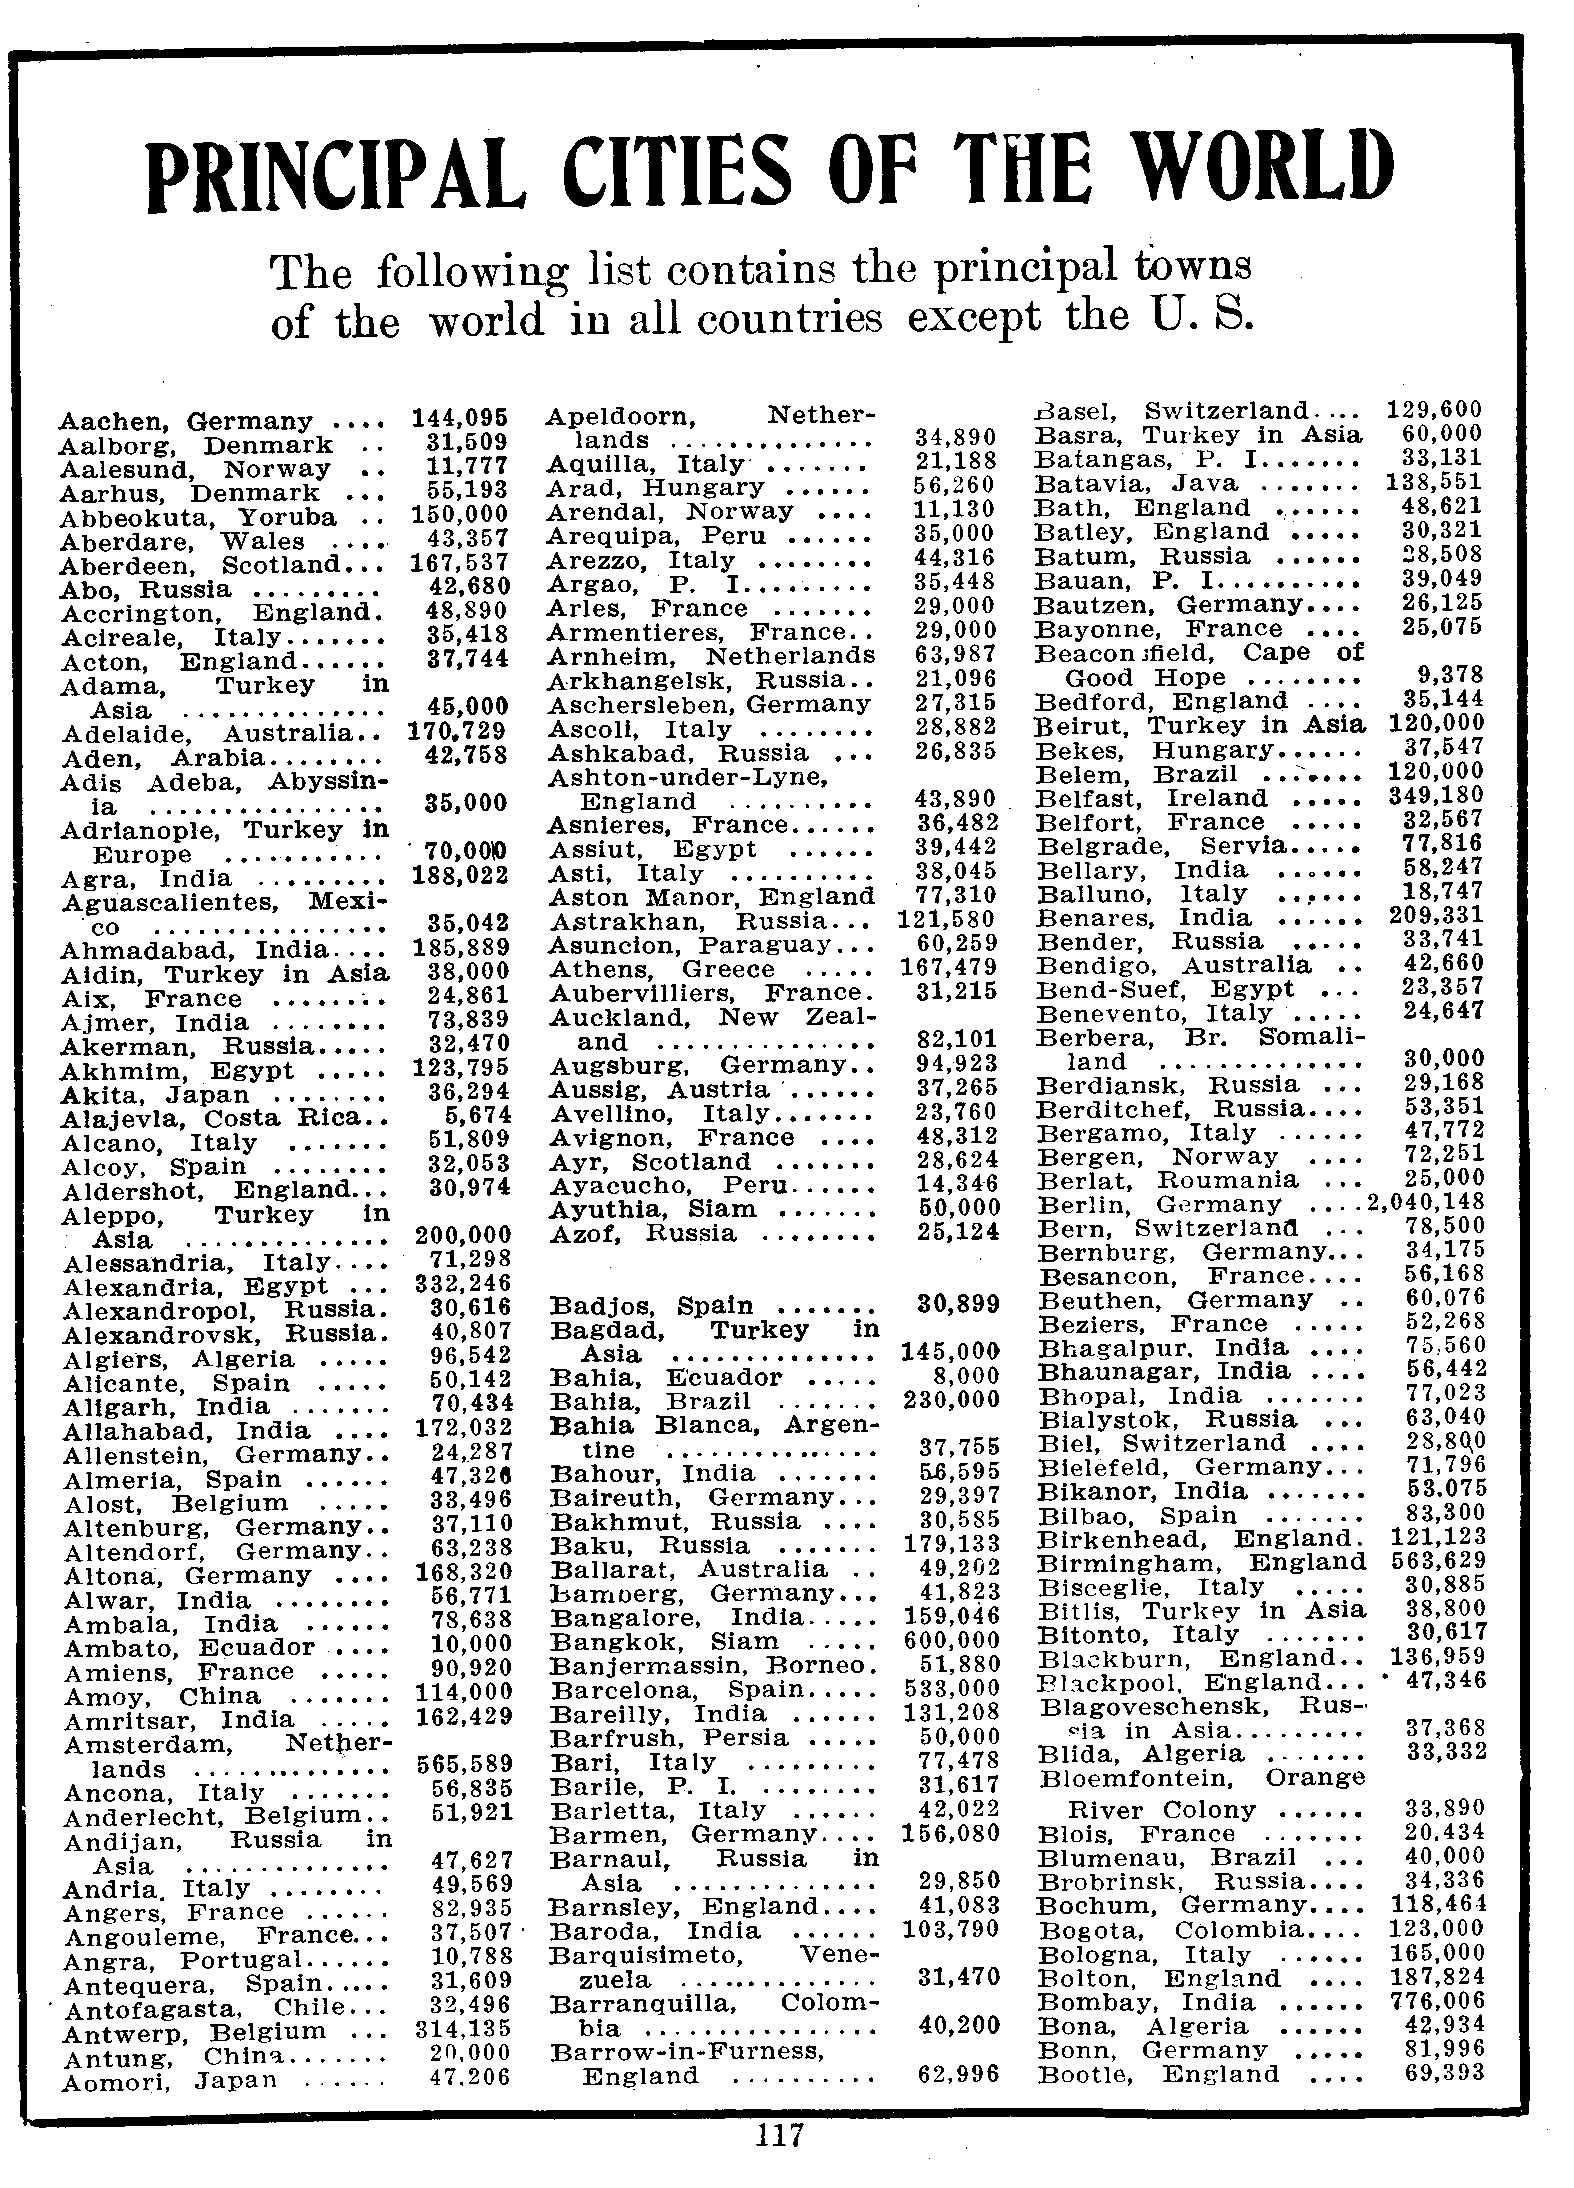 PRINCIPAL CITIES OF THE WORLD
The following list contains the principal towns
of the world in all countries except the U. S.
Aachen, Germany .... 144,095
Aalborg, Denmark .. 31,509
Aalesund, Norway .. 11,777
Aarhus, Denmark ... 55,193
Abbeokuta, Yoruba .. 150,000
Aberdare, Wales .... 43,357
Aberdeen, Scotland... 167,537
Abo, Russia ......... 42,680
Accrington, England. 48,890
Acireale, Italy....... 35,418
Acton, England...... 37,744
Adama, Turkey in
Asia .............. 45,000
Adelaide, Australia.. 170,729
Aden, Arabia........ 42,758
Adis Adeba, Abyssin-
ia ................ 35,000
Adrianople, Turkey in
Europe ........... 70,000
Agra, India ......... 188,022
Aguascalientes, Mexi-
co ................ 35,042
Ahmadabad, India.... 185,889
Aidin, Turkey in Asia 38,000
Aix, France ........ 24,861
Ajmer, India ........ 73,839
Akerman, Russia..... 32,470
Akhmim, Egypt ..... 123,795
Akita, Japan ........ 36,294
Alajevla, Costa Rica.. 5,674
Alcano, Italy ....... 51,809
Alcoy, Spain ........ 32,053
Aldershot, England... 30,974
Aleppo, Turkey in
Asia .............. 200,000
Alessandria, Italy.... 71,298
Alexandria, Egypt ... 332,246
Alexandropol, Russia. 30,616
Alexandrovsk, Russia. 40,807
Algiers, Algeria ..... 96,542
Alicante, Spain ..... 50,142
Aligarh, India ....... 70,434
Allahabad, India .... 172,032
Allenstein, Germany.. 24,287
Almeria, Spain ...... 47,326
Alost, Belgium ..... 33,496
Altenburg, Germany.. 37,110
Altendorf, Germany.. 63,238
Altona, Germany .... 168,320
Alwar, India ........ 56,771
Ambala, India ...... 78,638
Ambato, Ecuador .... 10,000
Amiens, France ..... 90,920
Amoy, China ....... 114,000
Amritsar, India ..... 162,429
Amsterdam, Nether-
lands .............. 565,589
Ancona, Italy ....... 56,835
Anderlecht, Belgium.. 51,921
Andijan, Russia in
Asia .............. 47,627
Andria, Italy ........ 49,569
Angers, France ...... 82,935
Angouleme, France... 37,507
Angra, Portugal...... 10,788
Antequera, Spain..... 31,609
Antofagasta, Chile... 32,496
Antwerp, Belgium ... 314,135
Antung, China....... 20,000
Aomori, Japan ...... 47,206
Apeldoorn, Nether-
lands .............. 34,890
Aquilla, Italy ....... 21,188
Arad, Hungary ...... 56,260
Arendal, Norway .... 11,130
Arequipa, Peru ...... 35,000
Arezzo, Italy ........ 44,316
Argao, P. I......... 35,448
Arles, France ....... 29,000
Armentieres, France.. 29,000
Arnheim, Netherlands 63,987
Arkhangelsk, Russia.. 21,096
Aschersleben, Germany 27,315
Ascoli, Italy ........ 28,882
Ashkabad, Russia ... 26,835
Ashton-under-Lyne,
England .......... 43,890
Asnieres, France...... 36,482
Assiut, Egypt ...... 39,442
Asti, Italy .......... 38,045
Aston Manor, England 77,310
Astrakhan, Russia... 121,580
Asuncion, Paraguay... 60,259
Athens, Greece ..... 167,479
Aubervilliers, France. 31,215
Auckland, New Zeal-
and ............... 82,101
Augsburg, Germany.. 94,923
Aussig, Austria ...... 37,265
Avellino, Italy....... 23,760
Avignon, France .... 48,312
Ayr, Scotland ....... 28,624
Ayacucho, Peru...... 14,346
Ayuthia, Siam ....... 50,000
Azof, Russia ........ 25,124
Badjos, Spain ....... 30,899
Bagdad, Turkey in
Asia .............. 145,000
Bahia, Ecuador ..... 8,000
Bahia, Brazil ....... 230,000
Bahia Blanca, Argen-
tine ............... 37,755
Bahour, India ....... 56,595
Baireuth, Germany... 29,397
Bakhmut, Russia .... 30,585
Baku, Russia ....... 179,133
Ballarat, Australia .. 49,202
Bamberg, Germany... 41,823
Bangalore, India..... 159,046
Bangkok, Siam ..... 600,000
Banjermassin, Borneo. 51,880
Barcelona, Spain..... 533,000
Bareilly, India ...... 131,208
Barfrush, Persia ..... 50,000
Bari, Italy ......... 77,478
Barile, P. I. ........ 31,617
Barletta, Italy ...... 42,022
Barmen, Germany.... 156,080
Barnaul, Russia in
Asia .............. 29,850
Barnsley, England.... 41,083
Baroda, India ...... 103,790
Barquisimeto, Vene-
zuela .............. 31,470
Barranquilla, Colom-
bia ................ 40,200
Barrow-in-Furness,
England .......... 62,996
Basel, Switzerland.... 129,600
Basra, Turkey in Asia 60,000
Batangas, P. I....... 33,131
Batavia, Java ....... 138,551
Bath, England ...... 48,621
Batley, England ..... 30,321
Batum, Russia ...... 28,508
Bauan, P. I.......... 39,049
Bautzen, Germany.... 26,125
Bayonne, France .... 25,075
Beaconsfield, Cape of
Good Hope ........ 9,378
Bedford, England .... 35,144
Beirut, Turkey in Asia 120,000
Bekes, Hungary...... 37,547
Belem, Brazil ....... 120,000
Belfast, Ireland ..... 349,180
Belfort, France ..... 32,567
Belgrade, Servia..... 77,816
Bellary, India ...... 58,247
Balluno, Italy ...... 18,747
Benares, India ...... 209,331
Bender, Russia ..... 33,741
Bendigo, Australia .. 42,660
Bend-Suef, Egypt ... 23,357
Benevento, Italy ..... 24,647
Berbera, Br. Somali-
land .............. 30,000
Berdiansk, Russia ... 29,168
Berditchef, Russia.... 53,351
Bergamo, Italy ...... 47,772
Bergen, Norway .... 72,251
Berlat, Roumania ... 25,000
Berlin, Germany ....2,040,148
Bern, Switzerland ... 78,500
Bernburg, Germany... 34,175
Besancon, France.... 56,168
Beuthen, Germany .. 60,076
Beziers, France ..... 52,268
Bhagalpur, India .... 75,560
Bhaunagar, India .... 56,442
Bhopal, India ....... 77,023
Bialystok, Russia ... 63,040
Biel, Switzerland .... 28,800
Bielefeld, Germany... 71,796
Bikanor, India ....... 53.075
Bilbao, Spain ....... 83,300
Birkenhead, England. 121,123
Birmingham, England 563,629
Bisceglie, Italy ..... 30,885
Bitlis, Turkey in Asia 38,800
Bitonto, Italy ....... 30,617
Blackburn, England.. 136,959
Blackpool, England... 47,346
Blagoveschensk, Rus-
sia in Asia......... 37,368
Blida, Algeria ....... 33,332
Bloemfontein, Orange
River Colony ...... 33,890
Blois, France ....... 20,434
Blumenau, Brazil ... 40,000
Brobrinsk, Russia.... 34,336
Bochum, Germany.... 118,464
Bogota, Colombia.... 123,000
Bologna, Italy ...... 165,000
Bolton, England .... 187,824
Bombay, India ...... 776,006
Bona, Algeria ...... 42,934
Bonn, Germany ..... 81,996
Bootle, England .... 69,393
117